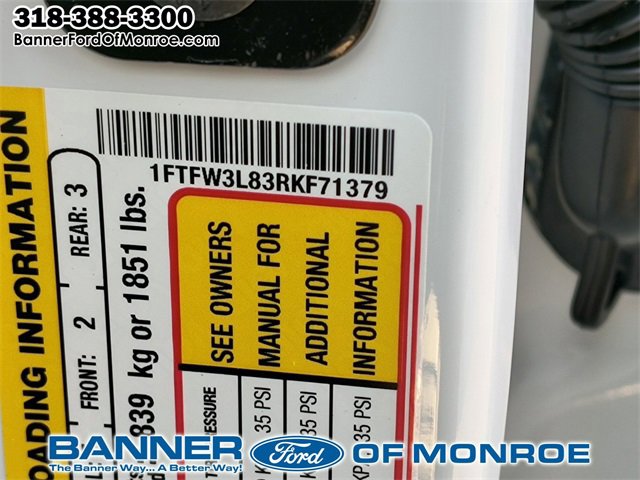 318-388-3300
BannerFordOfMonroe.com
1FTFW3L83RKF71379
OADING INFORMATION
REAR: 3
FRONT: 2
839 kg or 1851 lbs.
SEE OWNERS
MANUAL FOR
ADDITIONAL
INFORMATION
35 PSI
35 PSI
35 PSI
BANNER Ford OF MONROE
The Banner Way... A Better Way!